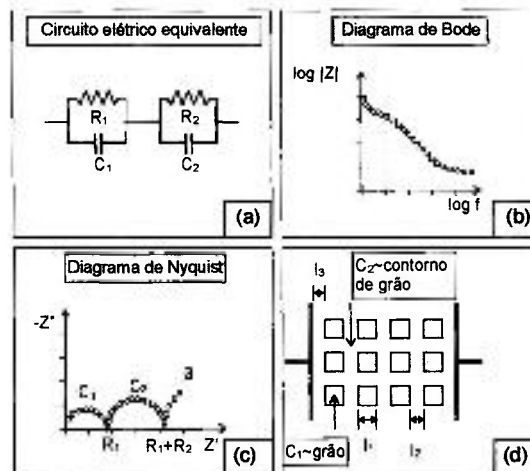 Circuito elétrico equivalente
R₁
R₂
C₁
C₂
(a)
Diagrama de Bode
log |Z|
log f
(b)
Diagrama de Nyquist
-Z"
C₁
C₂
a
R₁
R₁+R₂
Z'
(c)
l₃
C₂~contorno
de grão
C₁~grão
l₁
l₂
(d)